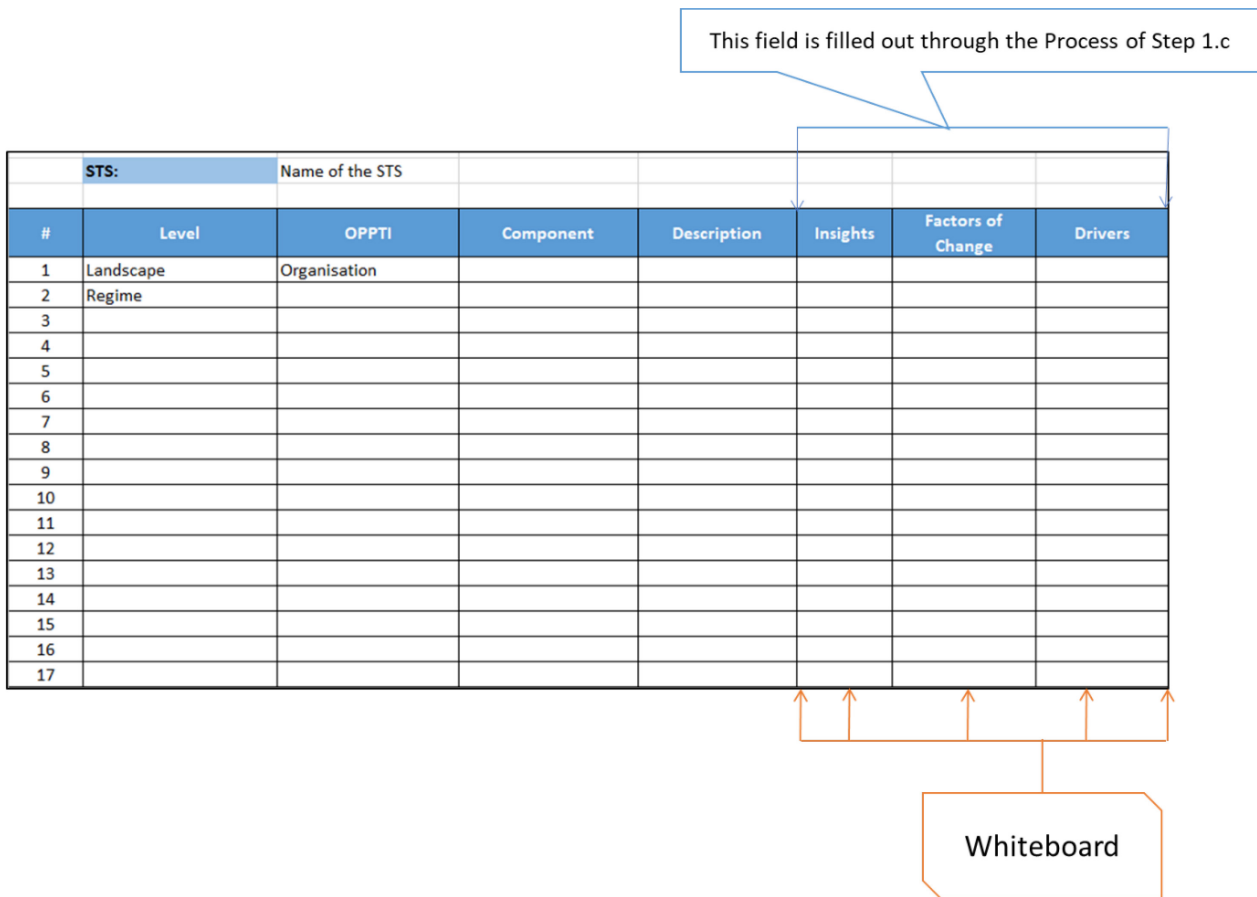 This field is filled out through the Process of Step 1.c
STS: Name of the STS
# Level OPPTI Component Description Insights Factors of Change Drivers
1 Landscape Organisation
2 Regime
3
4
5
6
7
8
9
10
11
12
13
14
15
16
17
Whiteboard